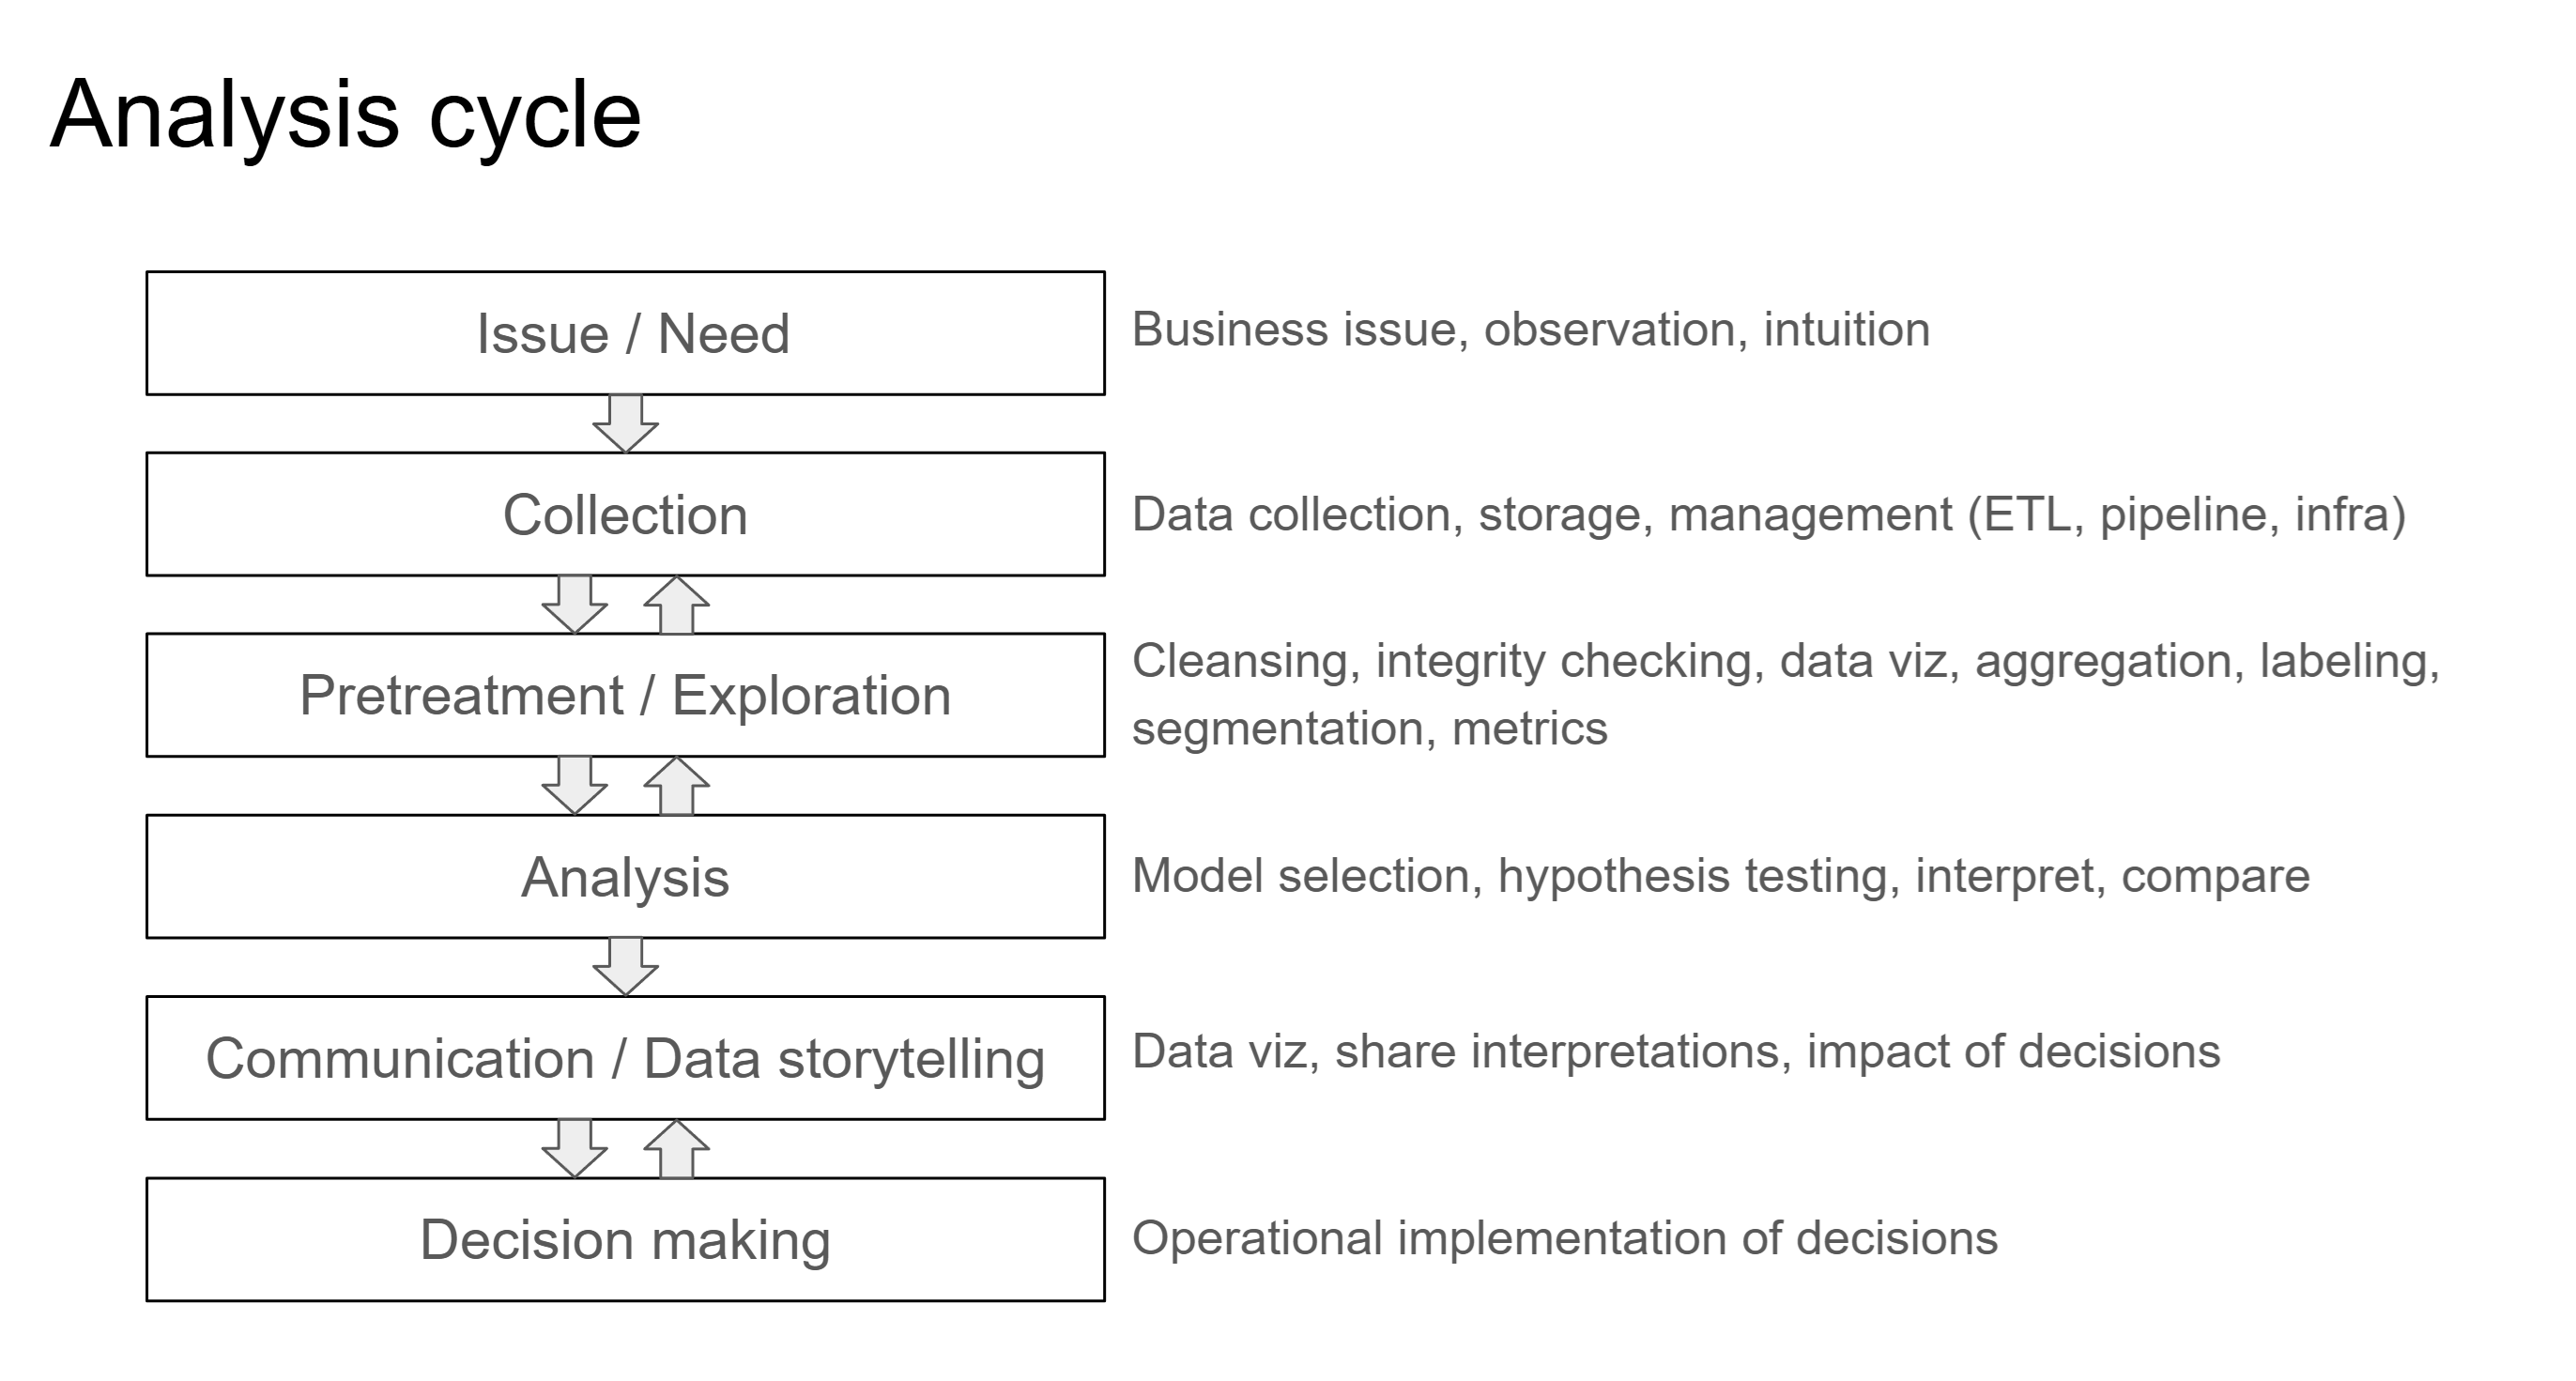 Analysis cycle
Issue / Need
Business issue, observation, intuition
Collection
Data collection, storage, management (ETL, pipeline, infra)
Pretreatment / Exploration
Cleansing, integrity checking, data viz, aggregation, labeling,
segmentation, metrics
Analysis
Model selection, hypothesis testing, interpret, compare
Communication / Data storytelling
Data viz, share interpretations, impact of decisions
Decision making
Operational implementation of decisions